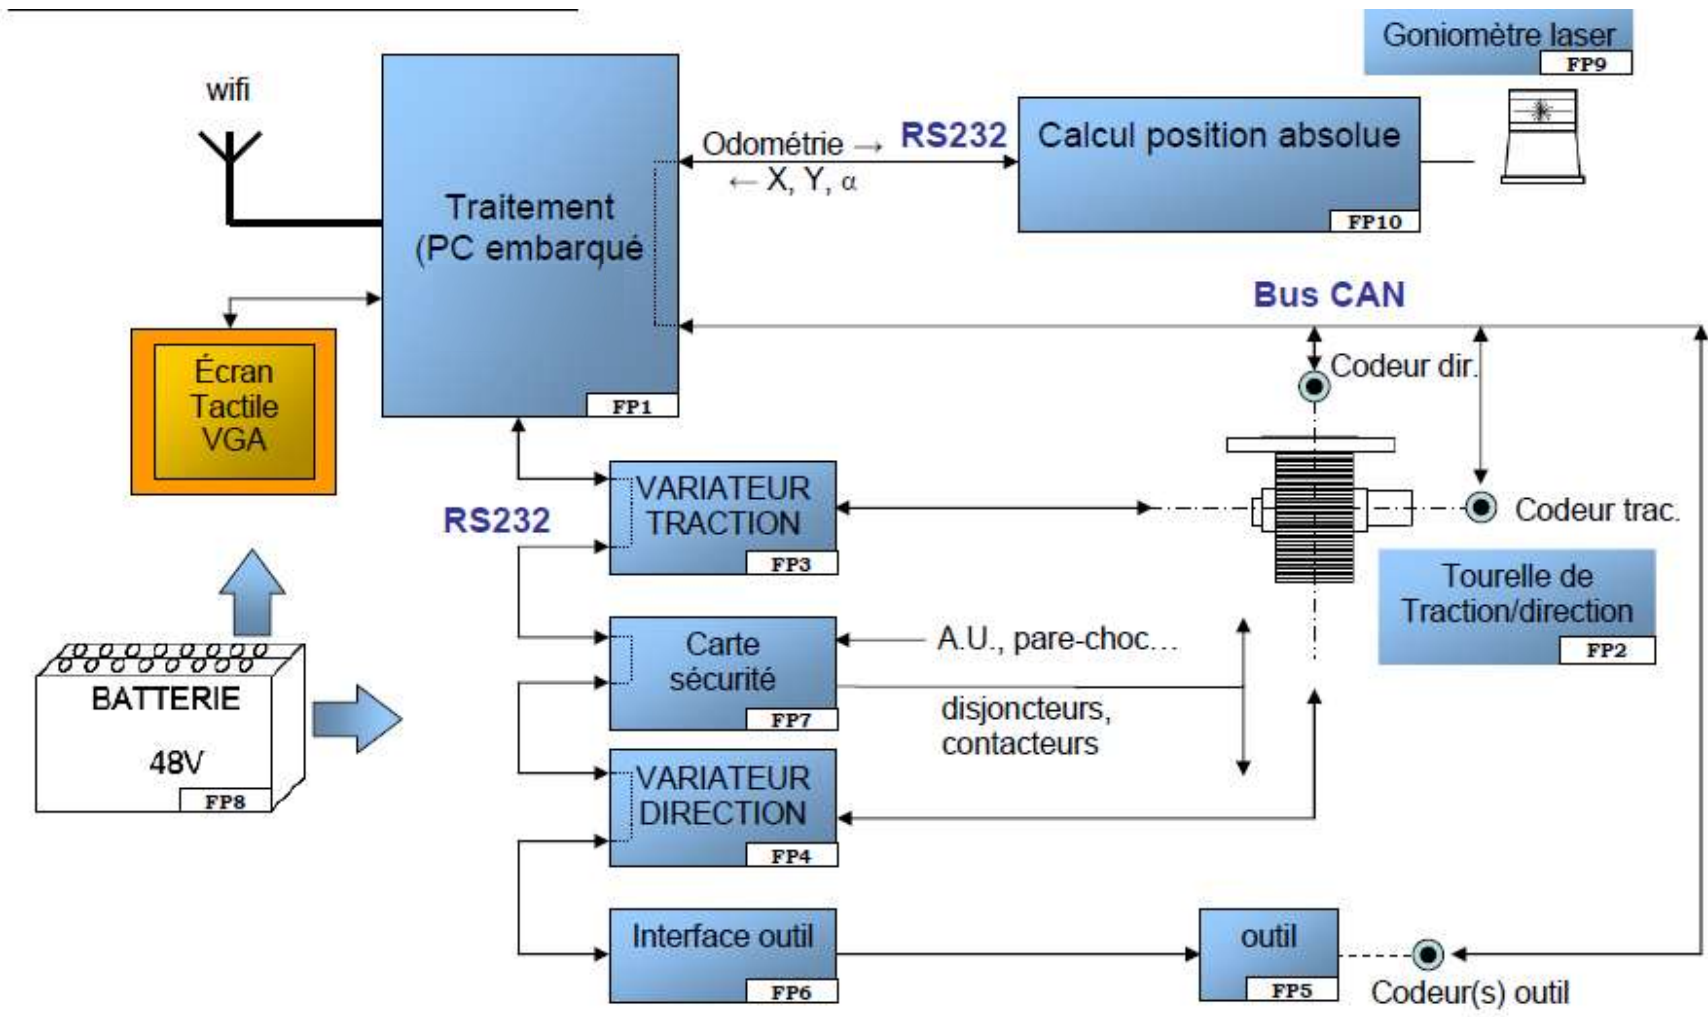 Goniomètre laser
FP9
wifi
Odométrie →
RS232
← X, Y, α
Calcul position absolue
FP10
Traitement
(PC embarqué
FP1
Bus CAN
Écran
Tactile
VGA
Codeur dir.
VARIATEUR
TRACTION
FP3
RS232
Codeur trac.
Tourelle de
Traction/direction
FP2
Carte
sécurité
FP7
A.U., pare-choc…
disjoncteurs,
contacteurs
BATTERIE
48V
FP8
VARIATEUR
DIRECTION
FP4
Interface outil
FP6
outil
FP5
Codeur(s) outil